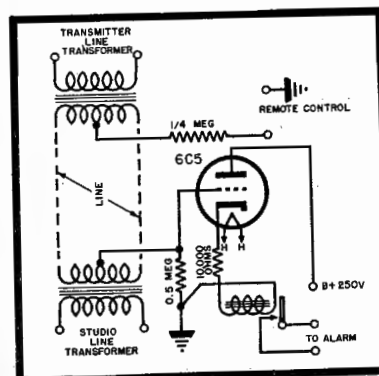 TRANSMITTER
LINE
TRANSFORMER
1/4 MEG
REMOTE CONTROL
6C5
LINE
H H
0.5 MEG
10,000
OHMS
B+250V
STUDIO
LINE
TRANSFORMER
TO ALARM